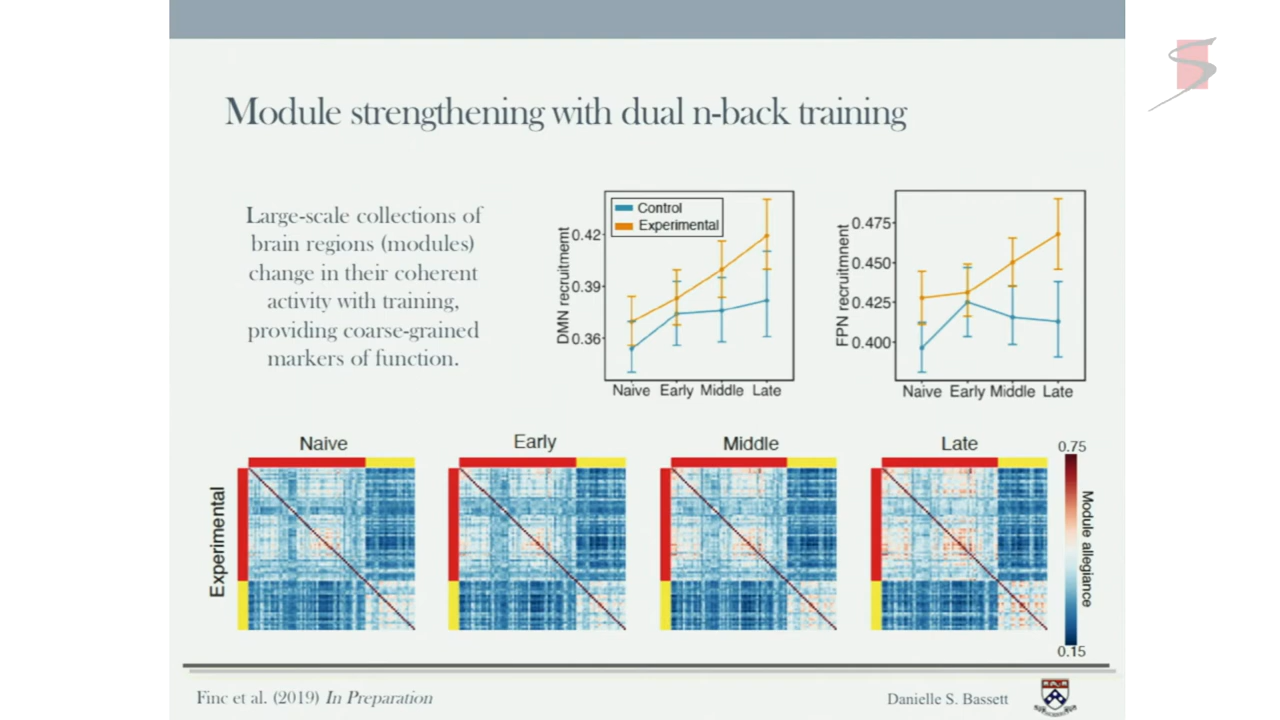 Module strengthening with dual n-back training
Large-scale collections of
brain regions (modules)
change in their coherent
activity with training,
providing coarse-grained
markers of function.
DMN recruitmemt
0.42
0.39
0.36
Control
Experimental
Naive Early Middle Late
FPN recruitmnent
0.475
0.450
0.425
0.400
Naive Early Middle Late
Experimental
Naive
Early
Middle
Late
0.75
Module allegiance
0.15
Finc et al. (2019) In Preparation
Danielle S. Bassett